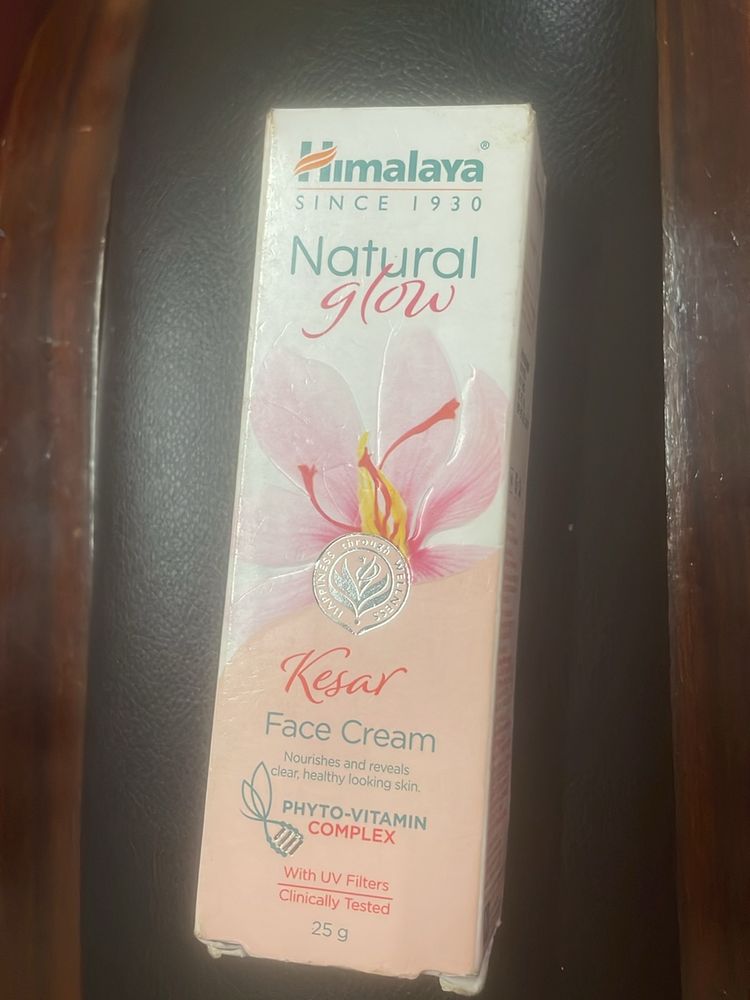 Himalaya®
SINCE 1930
Natural
glow
HAPPINESS through WELLNESS
Kesar
Face Cream
Nourishes and reveals
clear, healthy looking skin.
PHYTO-VITAMIN
COMPLEX
With UV Filters
Clinically Tested
25 g